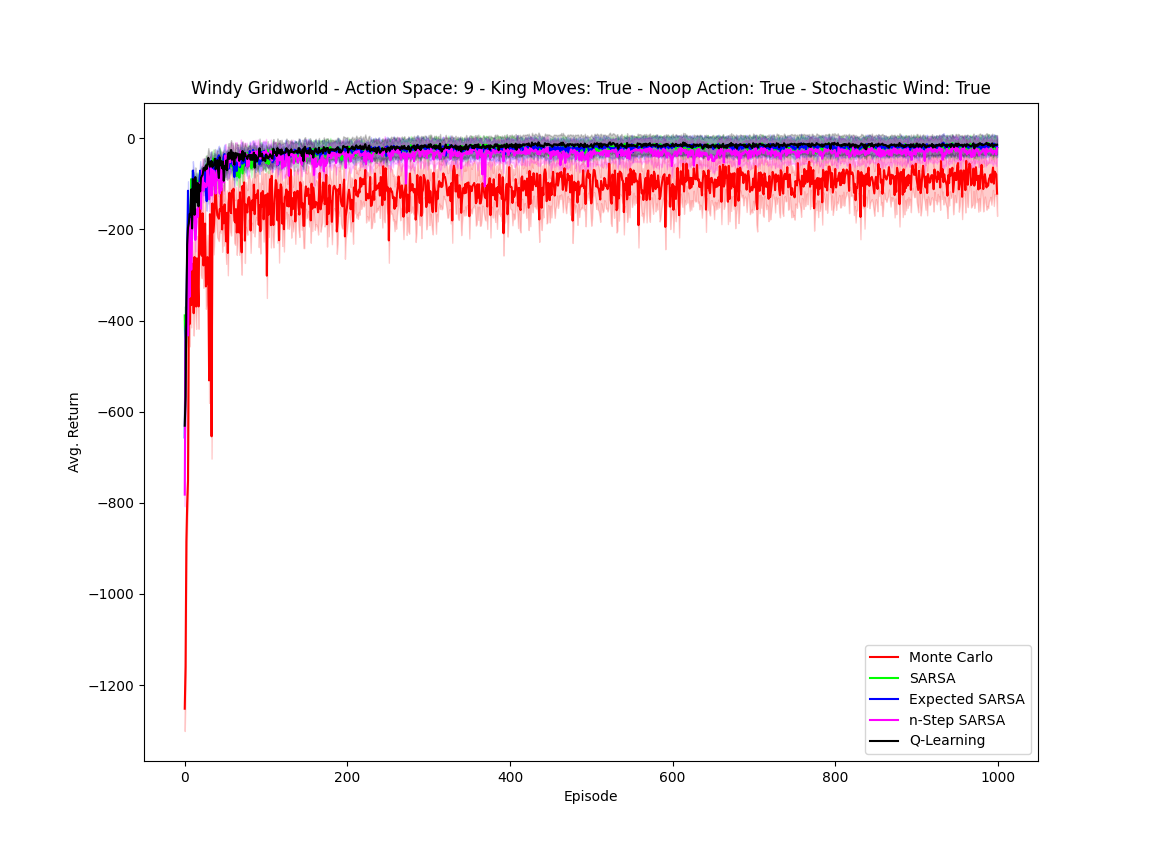 Windy Gridworld - Action Space: 9 - King Moves: True - Noop Action: True - Stochastic Wind: True
0
−200
−400
−600
−800
−1000
−1200
Avg. Return
0
200
400
600
800
1000
Episode
Monte Carlo
SARSA
Expected SARSA
n-Step SARSA
Q-Learning